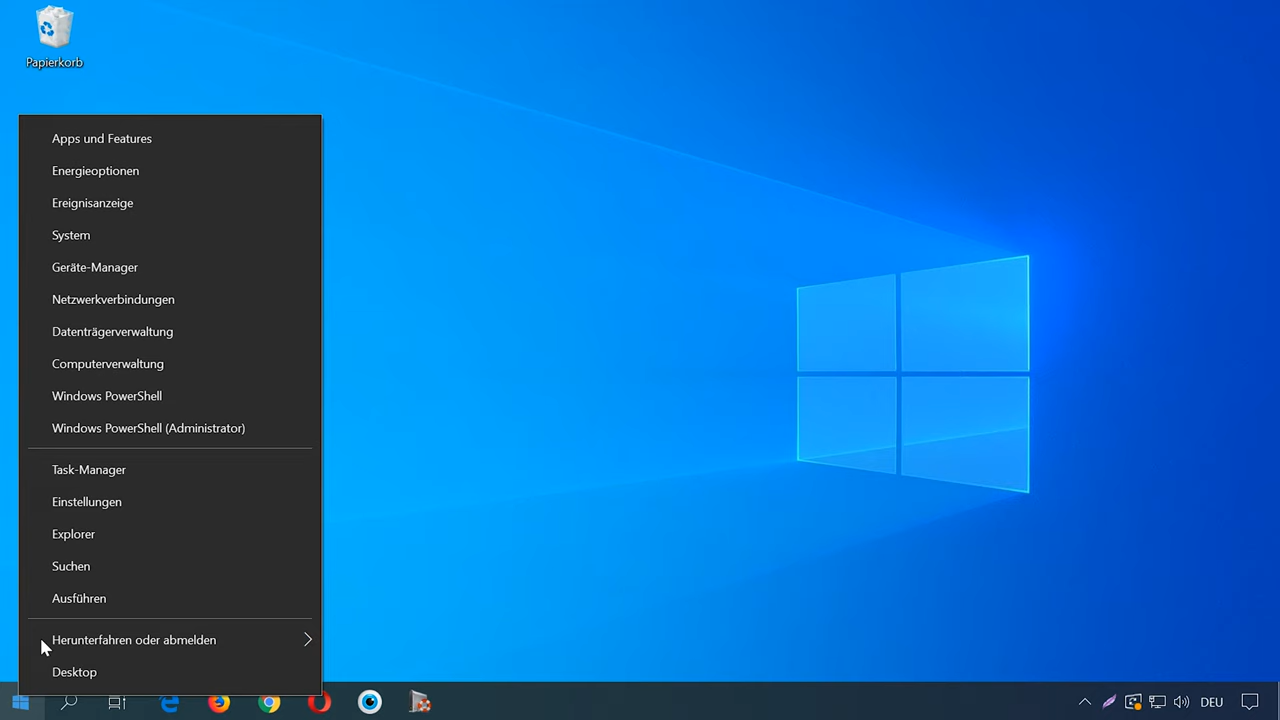 Papierkorb
Apps und Features
Energieoptionen
Ereignisanzeige
System
Geräte-Manager
Netzwerkverbindungen
Datenträgerverwaltung
Computerverwaltung
Windows PowerShell
Windows PowerShell (Administrator)
Task-Manager
Einstellungen
Explorer
Suchen
Ausführen
Herunterfahren oder abmelden
Desktop
DEU